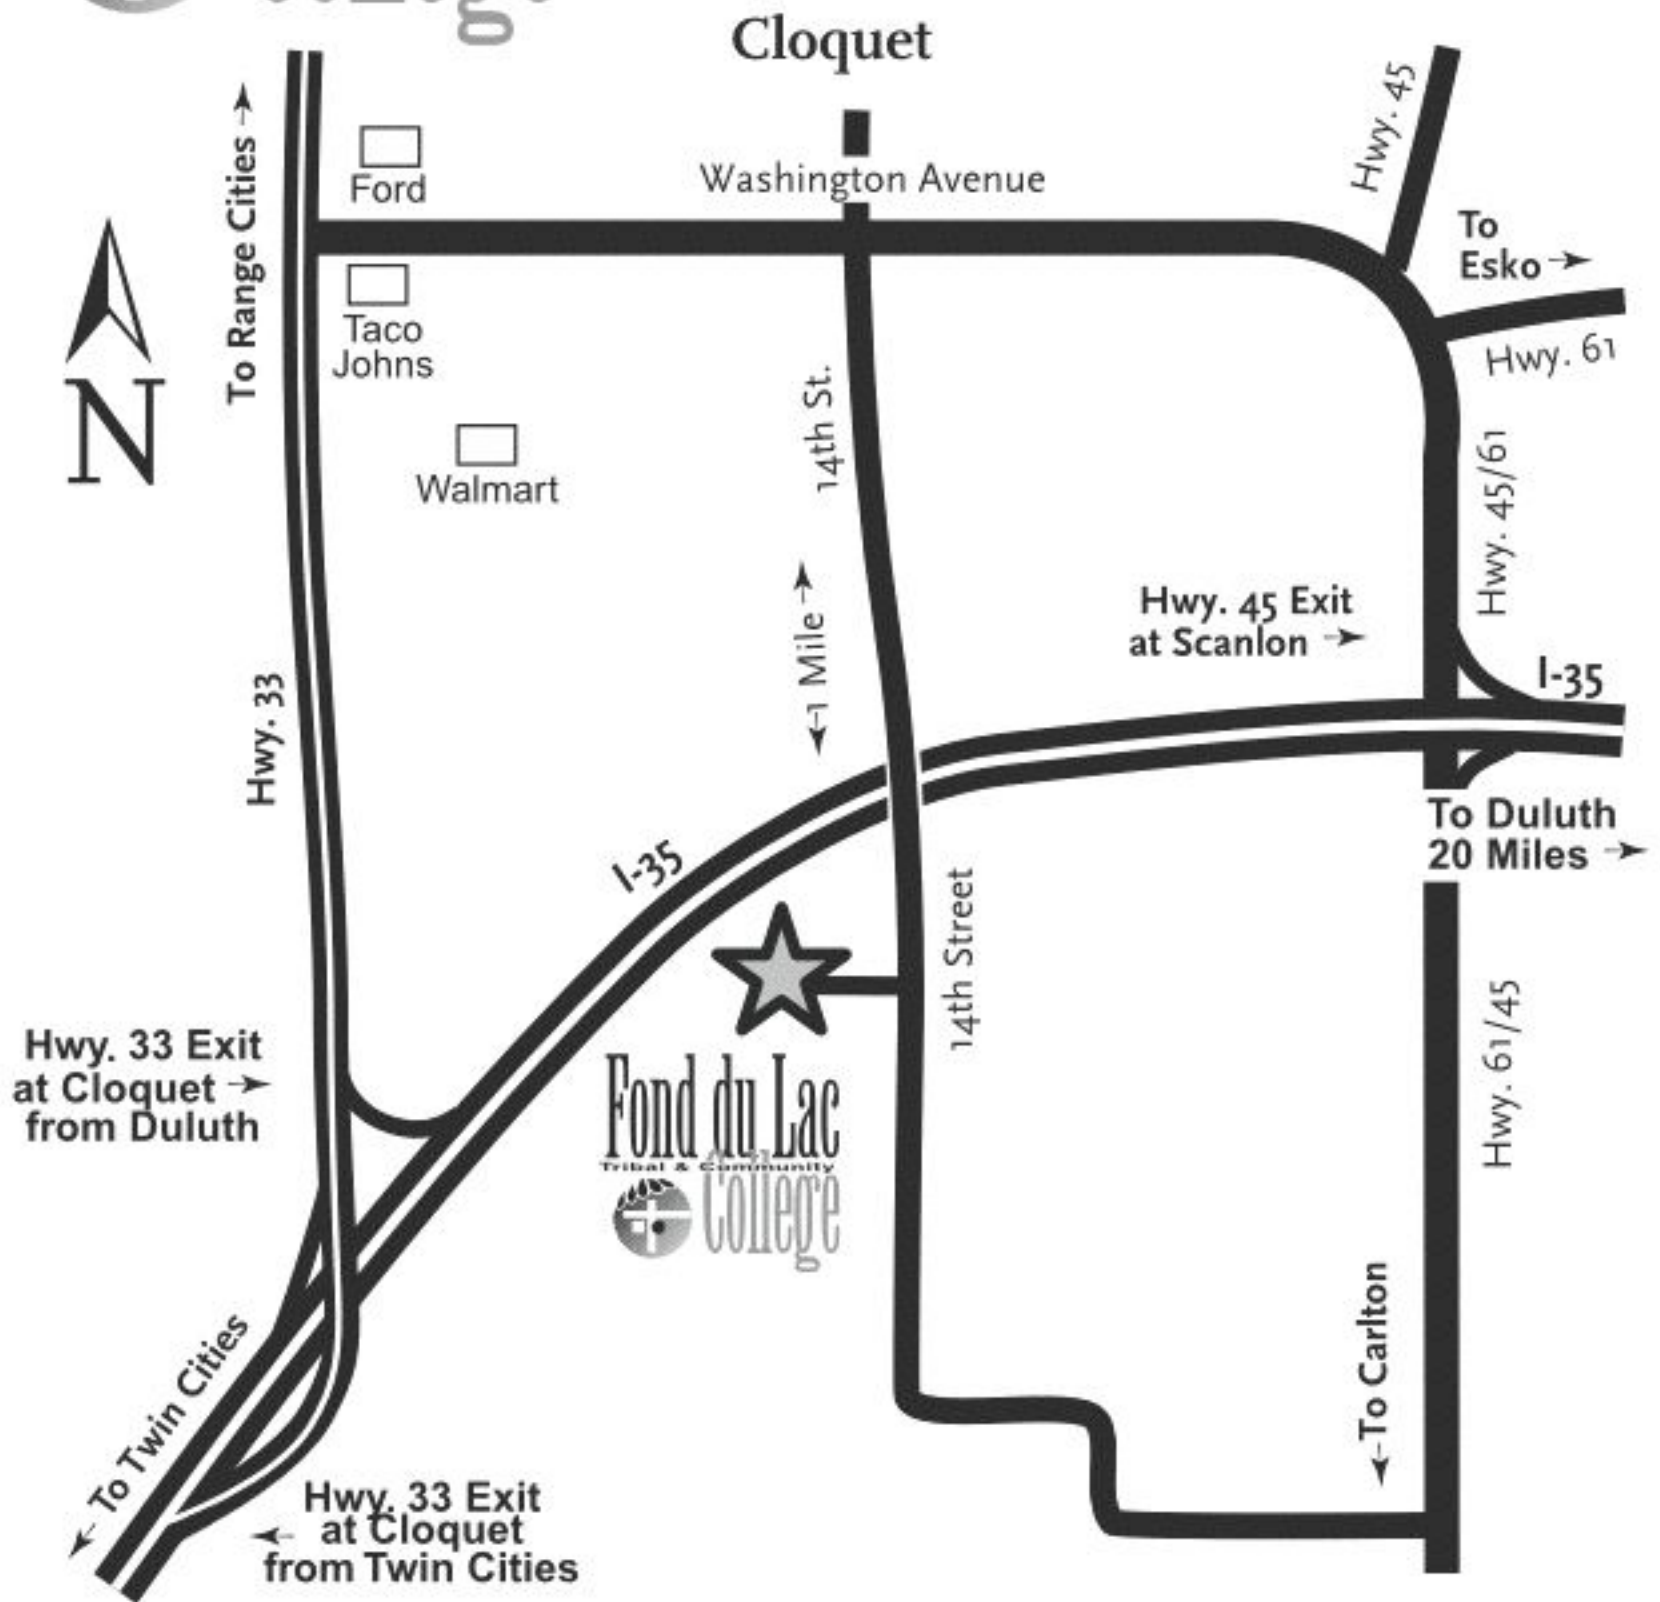 Cloquet
Hwy. 45
To Range Cities
Ford
Washington Avenue
To
Esko
Taco
Johns
Hwy. 61
N
14th St.
Walmart
Hwy. 45/61
1 Mile
Hwy. 45 Exit
at Scanlon
I-35
Hwy. 33
To Duluth
20 Miles
I-35
14th Street
Hwy. 61/45
Hwy. 33 Exit
at Cloquet
from Duluth
Fond du Lac
Tribal & Community
College
To Carlton
To Twin Cities
Hwy. 33 Exit
at Cloquet
from Twin Cities